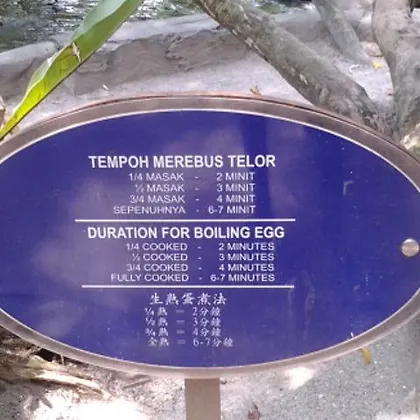 TEMPOH MEREBUS TELOR
1/4 MASAK - 2 MINIT
½ MASAK - 3 MINIT
3/4 MASAK - 4 MINIT
SEPENUHNYA - 6-7 MINIT
DURATION FOR BOILING EGG
1/4 COOKED - 2 MINUTES
½ COOKED - 3 MINUTES
3/4 COOKED - 4 MINUTES
FULLY COOKED - 6-7 MINUTES
生熟蛋煮法
¼熟 = 2分鐘
½熟 = 3分鐘
¾熟 = 4分鐘
全熟 = 6-7分鐘